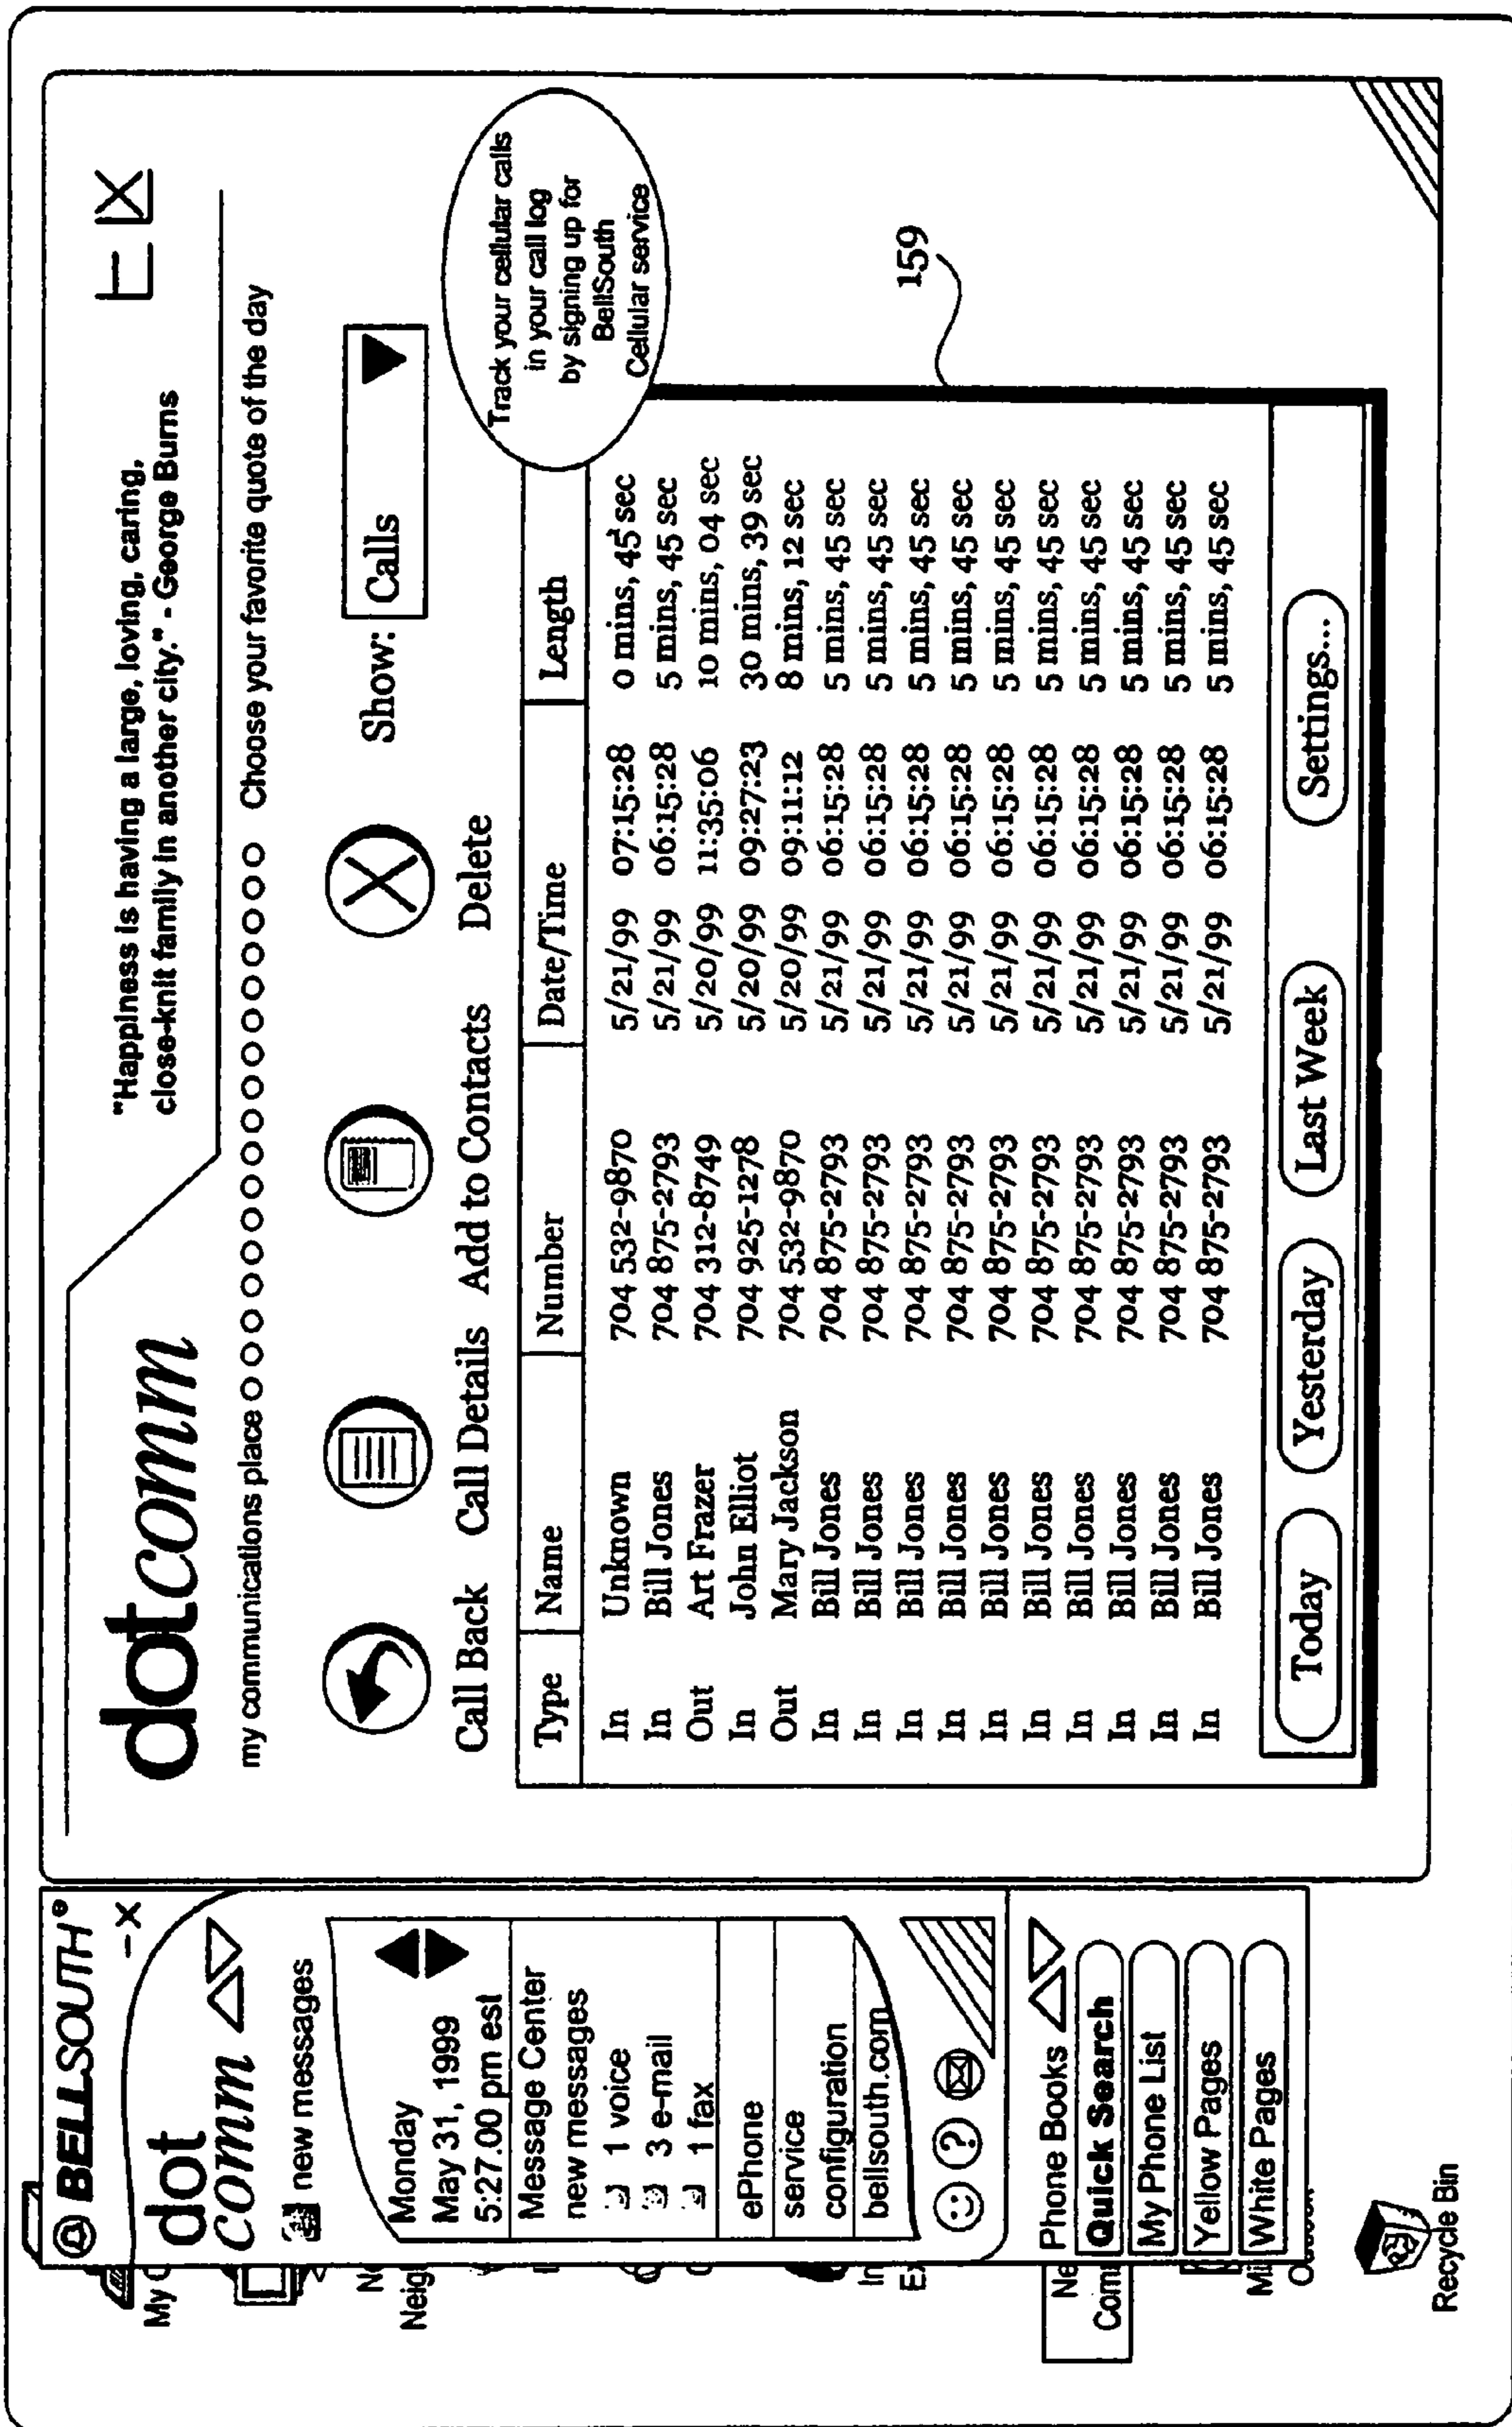 @ BELLSOUTH®
– X
dot
comm
new messages
Monday
May 31, 1999
5:27.00 pm est
Message Center
new messages
1 voice
3 e-mail
1 fax
ePhone
service
configuration
bellsouth.com
?
Phone Books
Quick Search
My Phone List
Yellow Pages
White Pages
My
Recycle Bin
dotcomm
"Happiness is having a large, loving, caring,
close-knit family in another city." - George Burns
X
my communications place
Choose your favorite quote of the day
Call Back
Call Details
Add to Contacts
Delete
Show: Calls
Track your cellular calls
in your call log
by signing up for
BellSouth
Cellular service
Type Name Number Date/Time Length
In Unknown 704 532-9870 5/21/99 07:15:28 0 mins, 45 sec
In Bill Jones 704 875-2793 5/21/99 06:15:28 5 mins, 45 sec
Out Art Frazer 704 312-8749 5/20/99 11:35:06 10 mins, 04 sec
In John Elliot 704 925-1278 5/20/99 09:27:23 30 mins, 39 sec
Out Mary Jackson 704 532-9870 5/20/99 09:11:12 8 mins, 12 sec
In Bill Jones 704 875-2793 5/21/99 06:15:28 5 mins, 45 sec
In Bill Jones 704 875-2793 5/21/99 06:15:28 5 mins, 45 sec
In Bill Jones 704 875-2793 5/21/99 06:15:28 5 mins, 45 sec
In Bill Jones 704 875-2793 5/21/99 06:15:28 5 mins, 45 sec
In Bill Jones 704 875-2793 5/21/99 06:15:28 5 mins, 45 sec
In Bill Jones 704 875-2793 5/21/99 06:15:28 5 mins, 45 sec
In Bill Jones 704 875-2793 5/21/99 06:15:28 5 mins, 45 sec
In Bill Jones 704 875-2793 5/21/99 06:15:28 5 mins, 45 sec
In Bill Jones 704 875-2793 5/21/99 06:15:28 5 mins, 45 sec
In Bill Jones 704 875-2793 5/21/99 06:15:28 5 mins, 45 sec
Today Yesterday Last Week Settings...
159